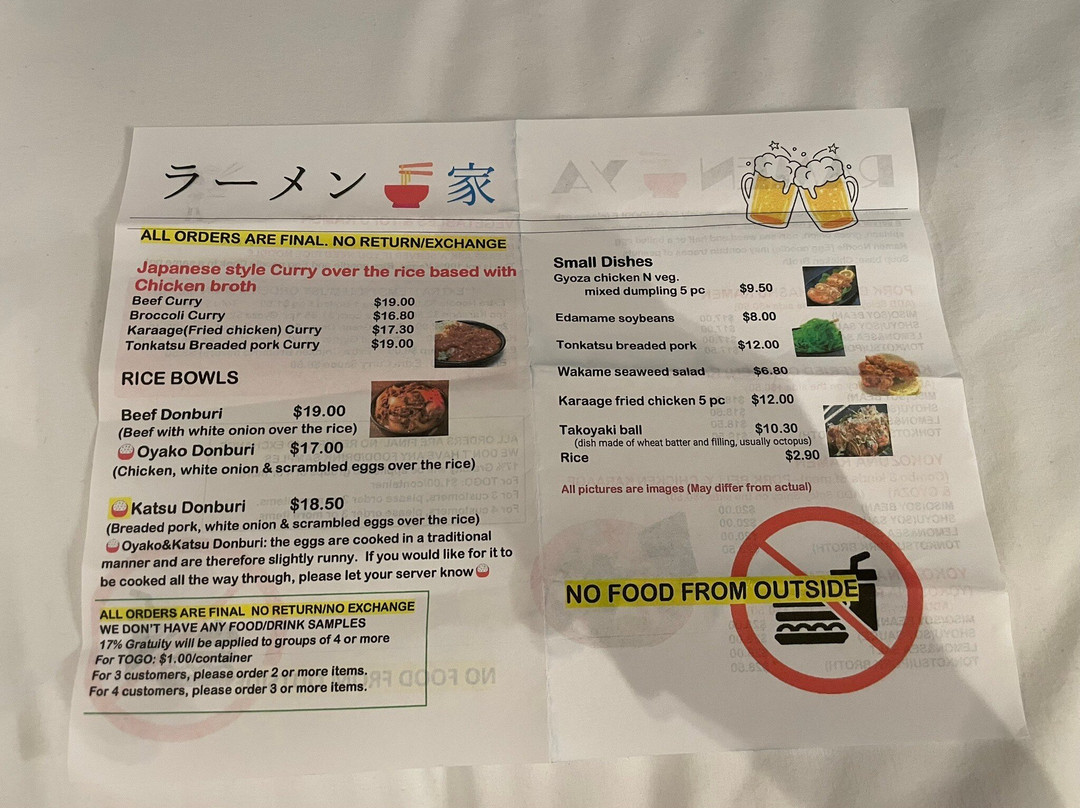 ラーメン 家
ALL ORDERS ARE FINAL. NO RETURN/EXCHANGE
Japanese style Curry over the rice based with
Chicken broth
Beef Curry $19.00
Broccoli Curry $16.80
Karaage(Fried chicken) Curry $17.30
Tonkatsu Breaded pork Curry $19.00
RICE BOWLS
Beef Donburi $19.00
(Beef with white onion over the rice)
Oyako Donburi $17.00
(Chicken, white onion & scrambled eggs over the rice)
Katsu Donburi $18.50
(Breaded pork, white onion & scrambled eggs over the rice)
Oyako&Katsu Donburi: the eggs are cooked in a traditional
manner and are therefore slightly runny. If you would like for it to
be cooked all the way through, please let your server know
ALL ORDERS ARE FINAL NO RETURN/NO EXCHANGE
WE DON'T HAVE ANY FOOD/DRINK SAMPLES
17% Gratuity will be applied to groups of 4 or more
For TOGO: $1.00/container
For 3 customers, please order 2 or more items.
For 4 customers, please order 3 or more items.
Small Dishes
Gyoza chicken N veg.
mixed dumpling 5 pc $9.50
Edamame soybeans $8.00
Tonkatsu breaded pork $12.00
Wakame seaweed salad $6.80
Karaage fried chicken 5 pc $12.00
Takoyaki ball $10.30
(dish made of wheat batter and filling, usually octopus)
Rice $2.90
All pictures are images (May differ from actual)
NO FOOD FROM OUTSIDE